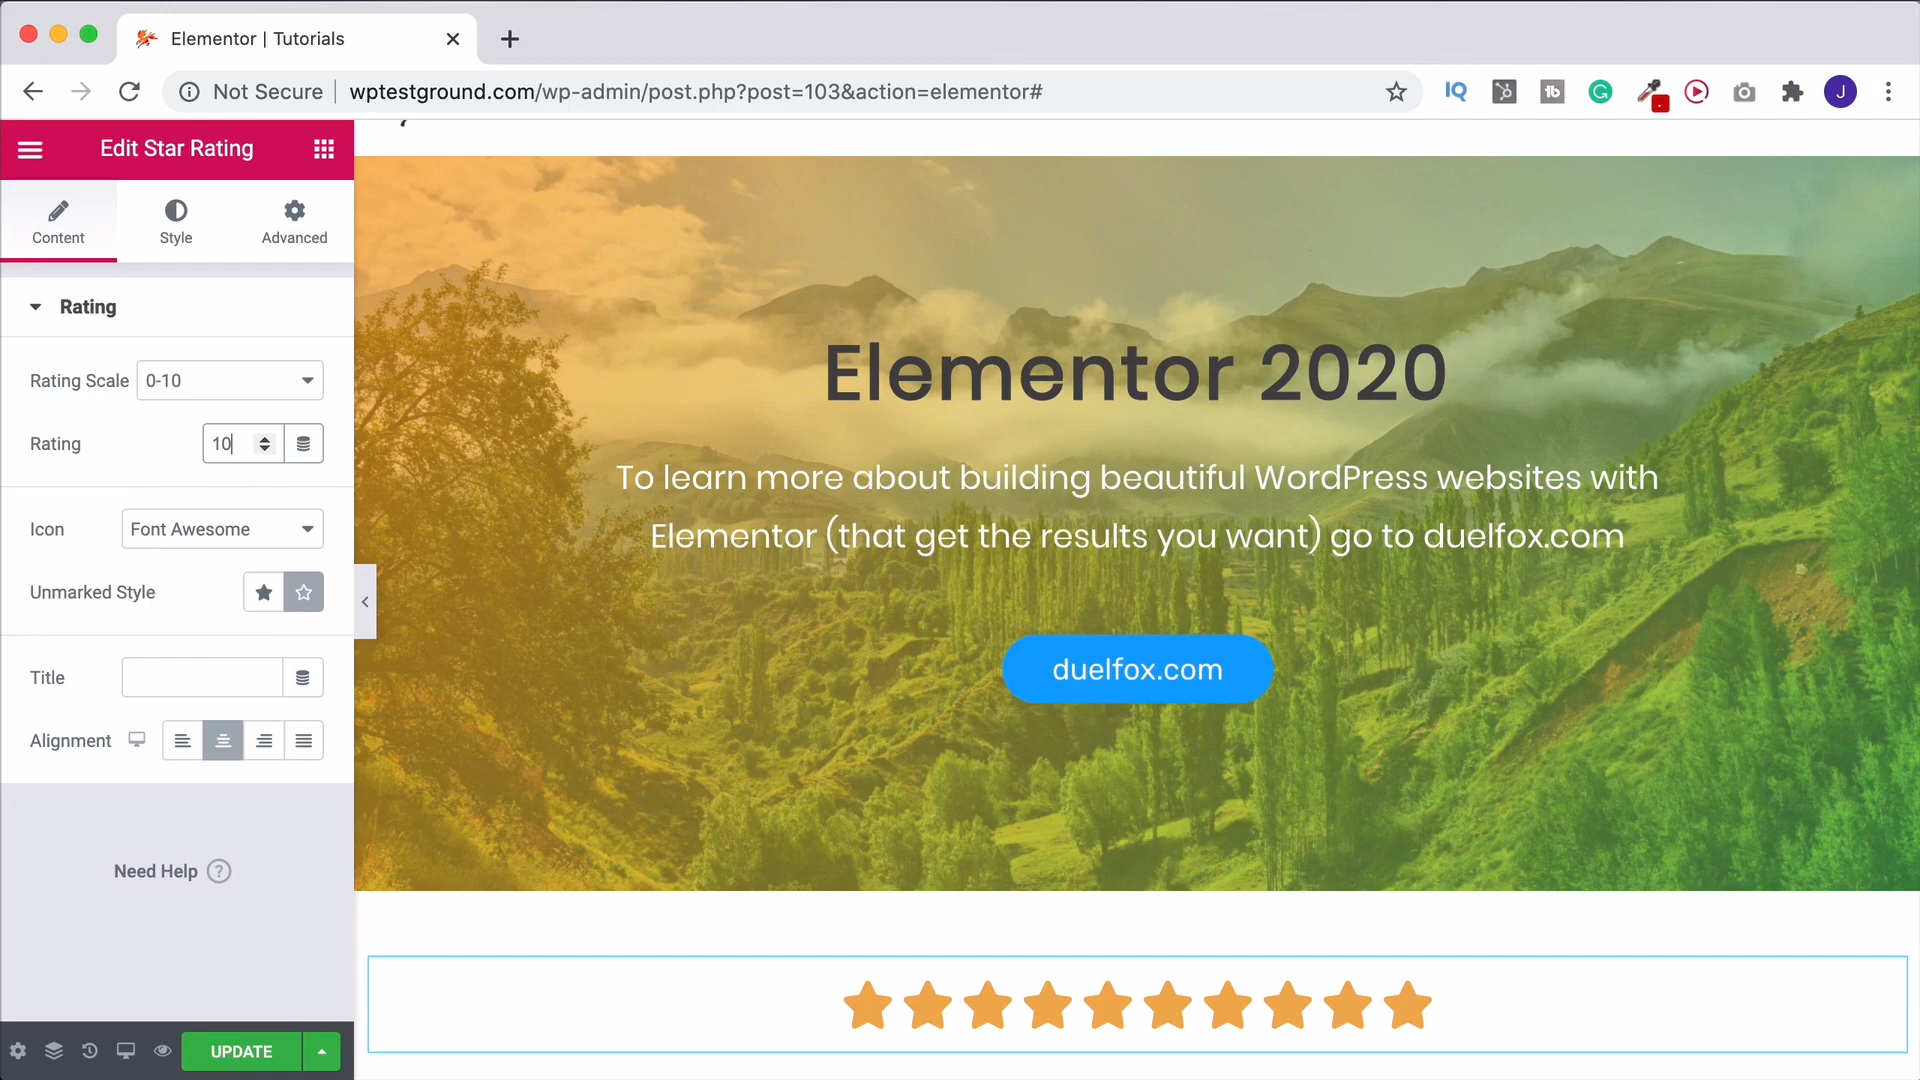 Elementor | Tutorials
Not Secure
wptestground.com/wp-admin/post.php?post=103&action=elementor#
IQ
tb
J
Edit Star Rating
Content
Style
Advanced
Rating
Rating Scale
0-10
Rating
10
Icon
Font Awesome
Unmarked Style
Title
Alignment
Need Help ?
UPDATE
Elementor 2020
To learn more about building beautiful WordPress websites with
Elementor (that get the results you want) go to duelfox.com
duelfox.com